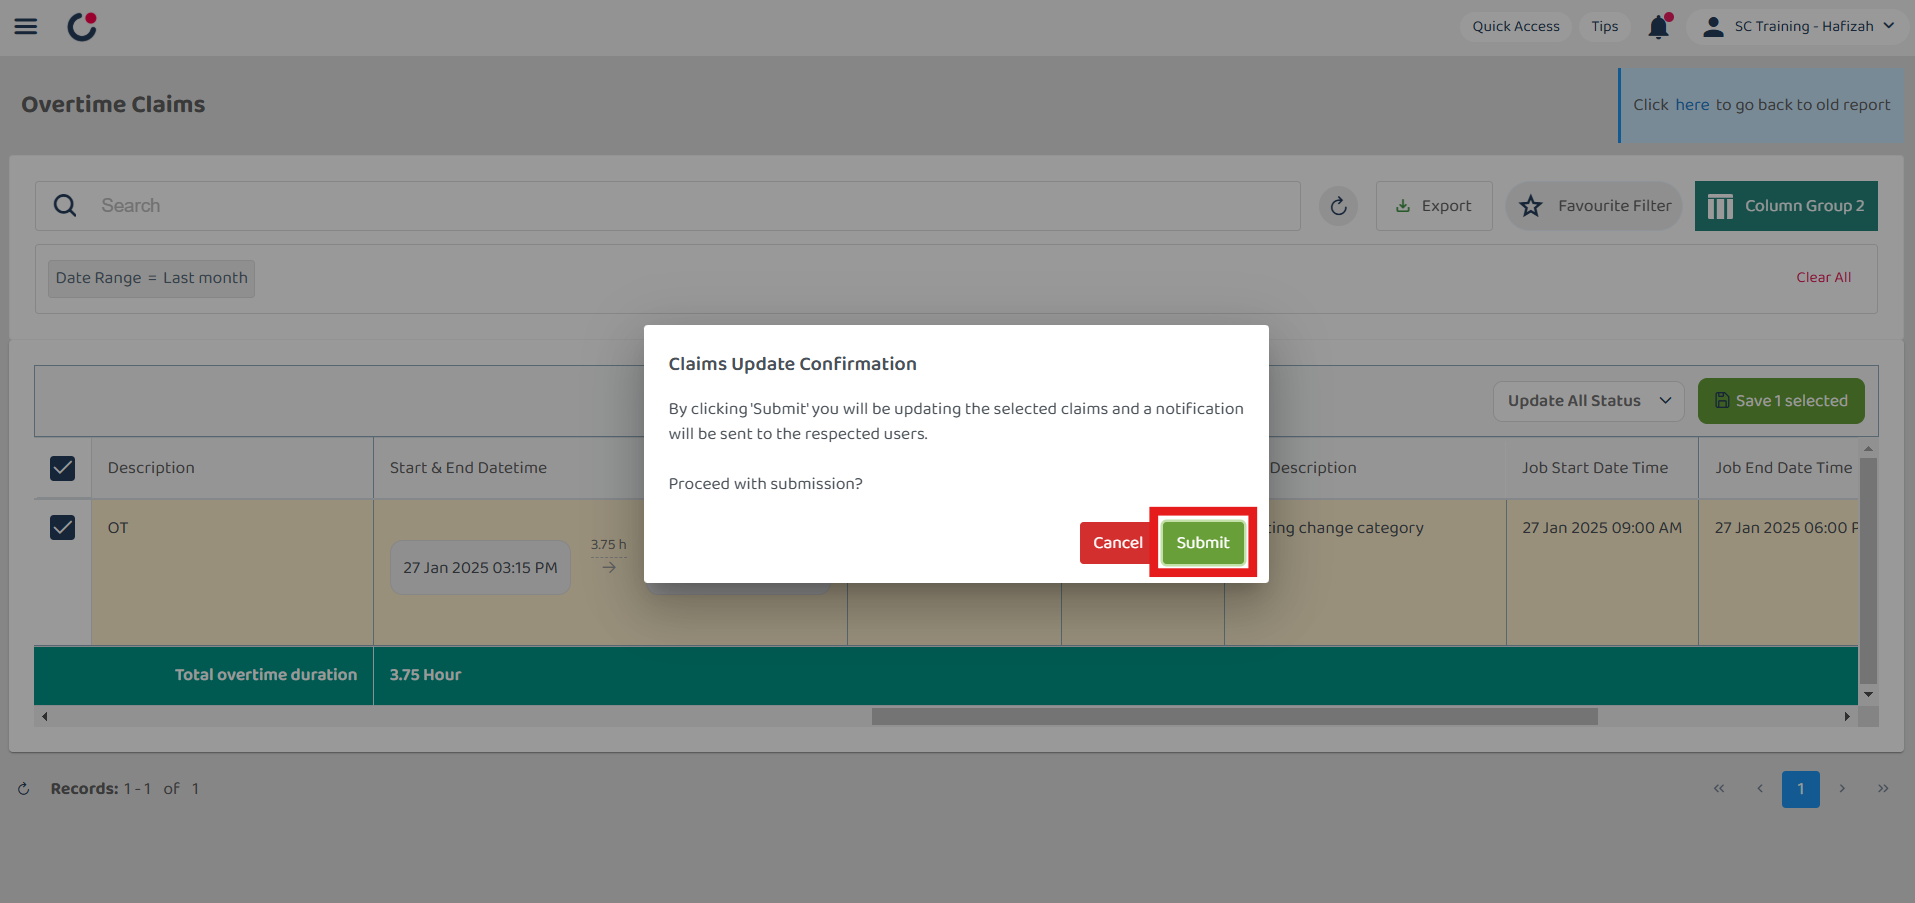 Quick Access
Tips
SC Training - Hafizah
Overtime Claims
Click here to go back to old report
Search
Export
Favourite Filter
Column Group 2
Date Range = Last month
Clear All
Claims Update Confirmation
By clicking 'Submit' you will be updating the selected claims and a notification
will be sent to the respected users.
Proceed with submission?
Cancel
Submit
Update All Status
Save 1 selected
Description
Start & End Datetime
Description
Job Start Date Time
Job End Date Time
OT
27 Jan 2025 03:15 PM
3.75 h
change category
27 Jan 2025 09:00 AM
27 Jan 2025 06:00
Total overtime duration
3.75 Hour
Records: 1 - 1 of 1
1